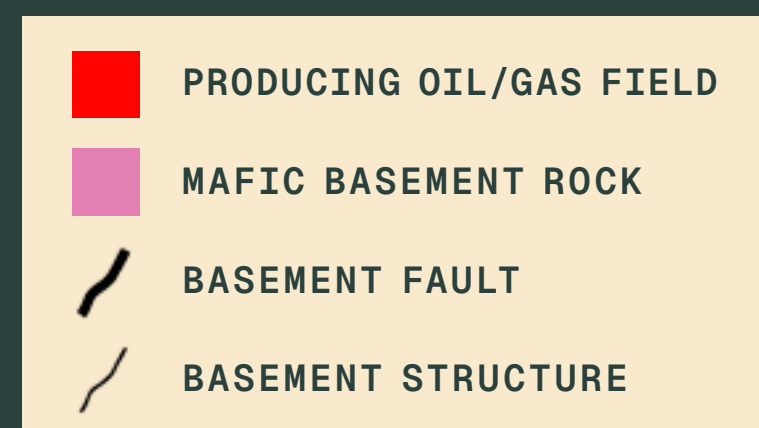 PRODUCING OIL/GAS FIELD
MAFIC BASEMENT ROCK
BASEMENT FAULT
BASEMENT STRUCTURE